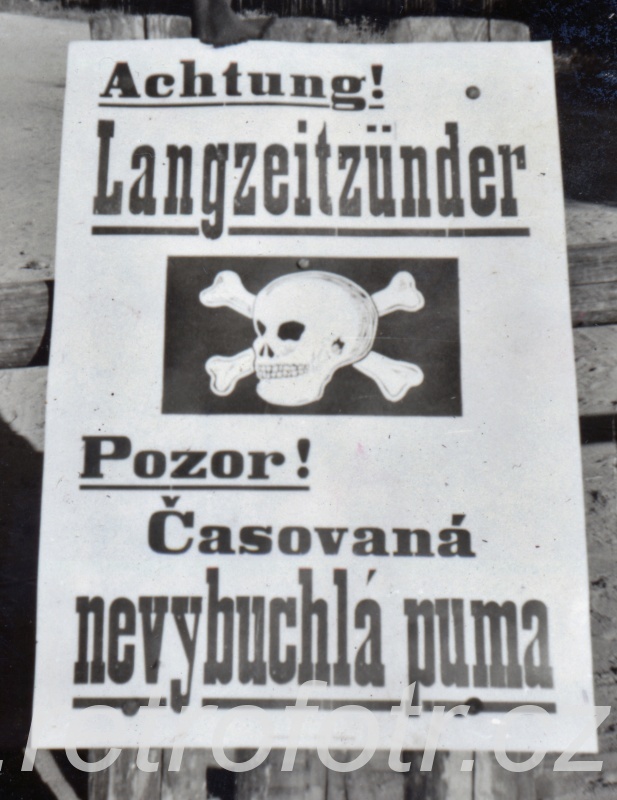 Achtung!
Langzeitzünder
Pozor!
Časovaná
nevybuchlá puma
.retrofotr.cz